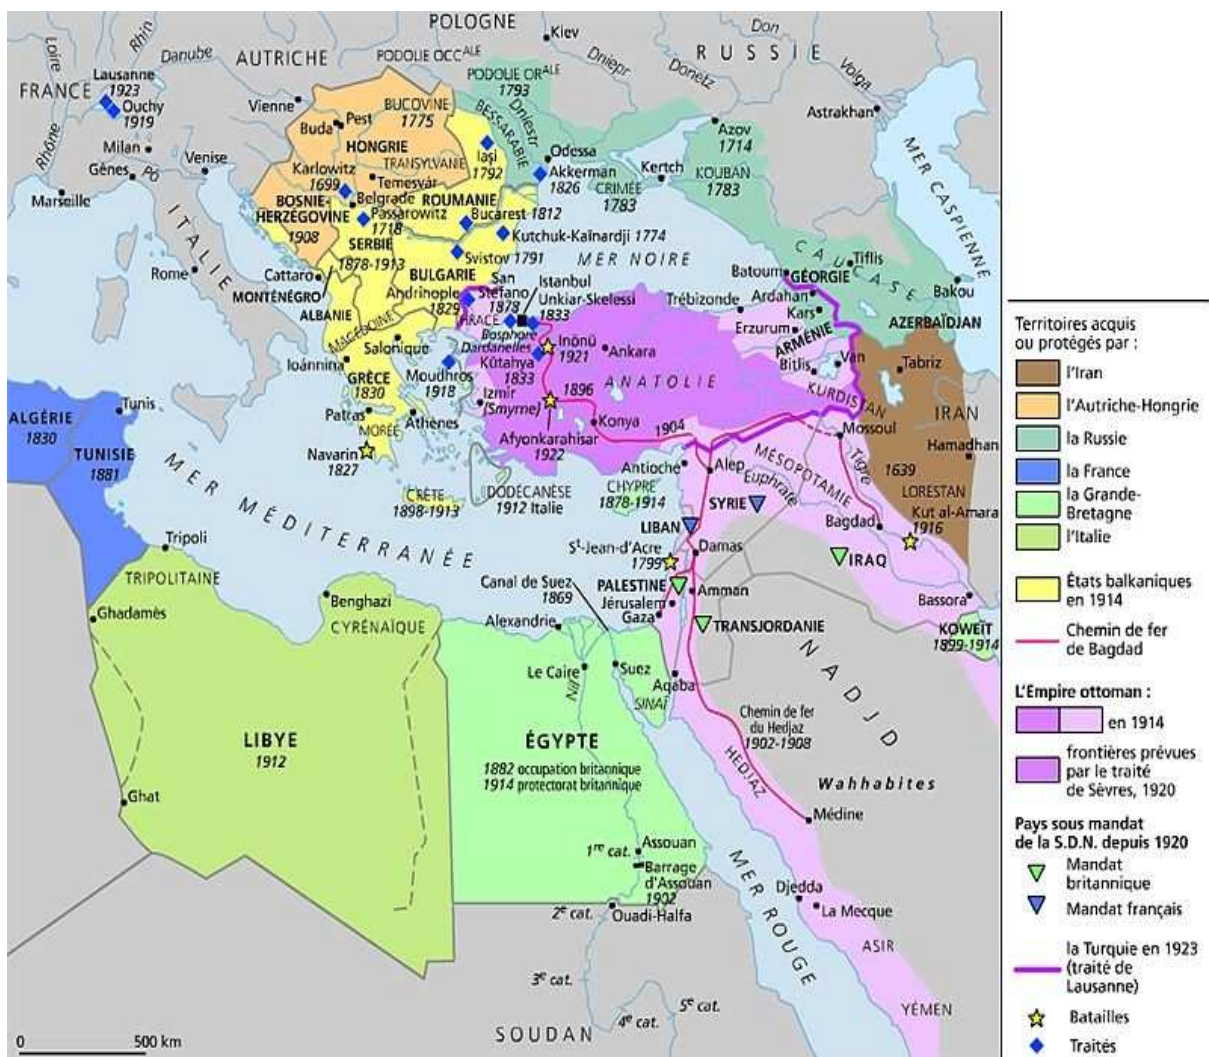 POLOGNE
Kiev
Don
Loire
Rhin
Danube
AUTRICHE
PODOLIE OCCALE
Dniepr
Donetz
RUSSIE
Volga
Lausanne
1923
FRANCE
Ouchy
1919
Vienne
PODOLIE ORALE
1793
BUCOVINE
1775
Dniestr
BESSARABIE
Astrakhan
Azov
1714
Rhône
Milan
Gênes
Pô
Venise
Marseille
Buda
Pest
HONGRIE
TRANSYLVANIE
Iaşi
1792
Odessa
Kertch
KOUBAN
1783
MER CASPIENNE
Karlowitz
1699
Temesvár
Akkerman
1826
CRIMÉE
1783
BOSNIE-
HERZÉGOVINE
1908
Belgrade
ROUMANIE
Passarowitz
1718
Bucarest 1812
SERBIE
1878-1913
Kutchuk-Kaïnardji 1774
Svistov 1791
ITALIE
Rome
Cattaro
BULGARIE
MER NOIRE
CAUCASE
Batoum
GÉORGIE
Tiflis
Bakou
MONTÉNÉGRO
Andrinople
1829
San
Stefano
1878
Istanbul
Unkiar-Skelessi
1833
Trébizonde
Ardahan
Kars
AZERBAÏDJAN
ALBANIE
MACÉDOINE
THRACE
Bosphore
Dardanelles
Erzurum
ARMÉNIE
Salonique
Inönü
1921
Ankara
Bitlis
Van
Tabriz
Ioánnina
GRÈCE
1830
Moudhros
1918
Kûtahya
1833
1896
ANATOLIE
KURDISTAN
IRAN
Izmir
(Smyrne)
Patras
MORÉE
Athènes
Konya
1904
Mossoul
Hamadhan
ALGÉRIE
1830
Tunis
TUNISIE
1881
Navarin
1827
Afyonkarahisar
1922
Antioche
Alep
MÉSOPOTAMIE
Euphrate
Tigre
1639
LORESTAN
MER MÉDITERRANÉE
CRÈTE
1898-1913
DODÉCANÈSE
1912 Italie
CHYPRE
1878-1914
SYRIE
Kut al-Amara
1916
Bagdad
LIBAN
Tripoli
St-Jean-d'Acre
1799
Damas
IRAQ
TRIPOLITAINE
Canal de Suez
1869
PALESTINE
Amman
Bassora
Ghadamès
Benghazi
CYRÉNAÏQUE
Alexandrie
Jérusalem
Gaza
TRANSJORDANIE
KOWEÏT
1899-1914
Le Caire
Nil
Suez
SINAÏ
Aqaba
NADJD
LIBYE
1912
ÉGYPTE
1882 occupation britannique
1914 protectorat britannique
Chemin de fer
du Hedjaz
1902-1908
HEDJAZ
Wahhabites
Ghat
Médine
Assouan
1re cat.
Barrage
d'Assouan
1902
MER ROUGE
2e cat.
Ouadi-Halfa
Djedda
La Mecque
ASIR
3e cat.
5e cat.
4e cat.
SOUDAN
YÉMEN
0
500 km
Territoires acquis
ou protégés par :
l'Iran
l'Autriche-Hongrie
la Russie
la France
la Grande-
Bretagne
l'Italie
États balkaniques
en 1914
Chemin de fer
de Bagdad
L'Empire ottoman :
en 1914
frontières prévues
par le traité
de Sèvres, 1920
Pays sous mandat
de la S.D.N. depuis 1920
Mandat
britannique
Mandat français
la Turquie en 1923
(traité de
Lausanne)
Batailles
Traités